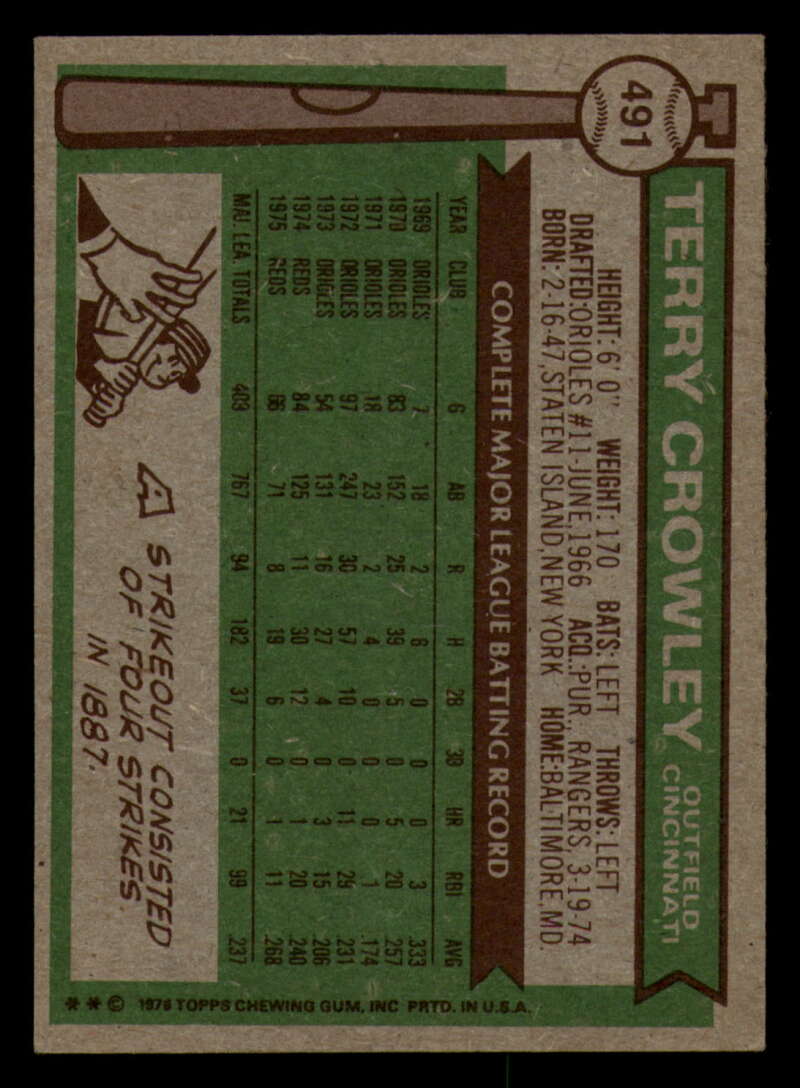 491
TERRY CROWLEY
OUTFIELD
CINCINNATI
HEIGHT: 6' 0" WEIGHT: 170 BATS: LEFT THROWS: LEFT
DRAFTED: ORIOLES #11-JUNE, 1966 ACQ.: PUR., RANGERS, 3-19-74
BORN: 2-16-47, STATEN ISLAND, NEW YORK HOME: BALTIMORE, MD.
COMPLETE MAJOR LEAGUE BATTING RECORD
YEAR CLUB G AB R H 2B 3B HR RBI AVG
1969 ORIOLES 7 18 2 6 0 0 0 3 .333
1970 ORIOLES 83 152 25 39 5 0 5 20 .257
1971 ORIOLES 18 23 2 4 0 0 0 1 .174
1972 ORIOLES 97 247 30 57 10 0 11 29 .231
1973 ORIOLES 54 131 16 27 4 0 3 15 .206
1974 REDS 84 125 11 30 12 0 1 20 .240
1975 REDS 66 71 8 19 6 0 1 11 .268
MAJ. LEA. TOTALS 409 767 94 182 37 0 21 99 .237
A STRIKEOUT CONSISTED
OF FOUR STRIKES
IN 1887.
* * © 1976 TOPPS CHEWING GUM, INC PRTD. IN U.S.A.